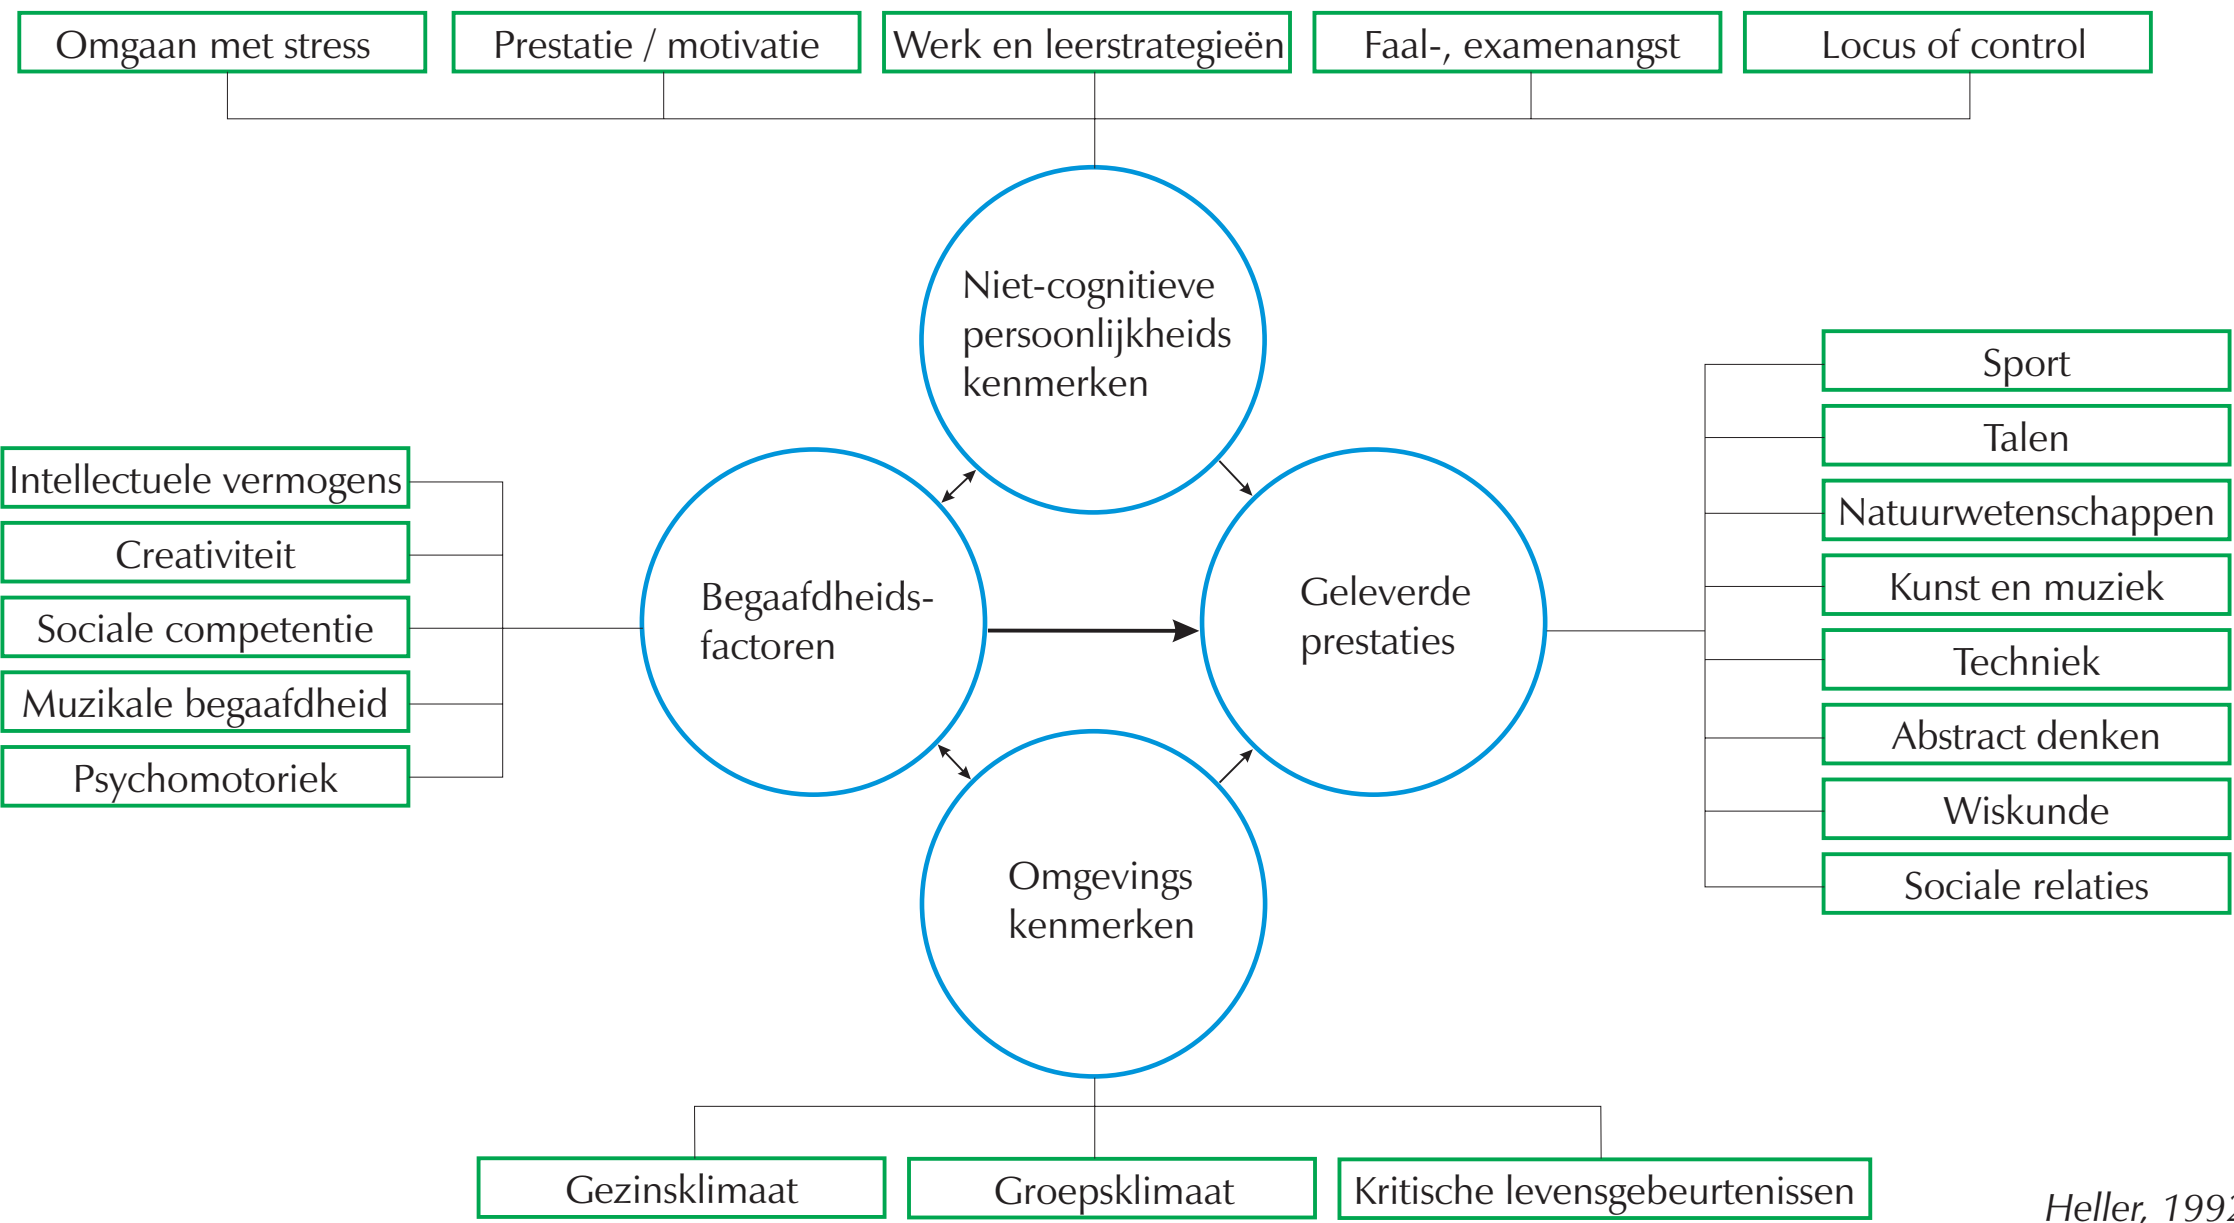 Omgaan met stress
Prestatie / motivatie
Werk en leerstrategieën
Faal-, examenangst
Locus of control
Niet-cognitieve
persoonlijkheids
kenmerken
Intellectuele vermogens
Creativiteit
Sociale competentie
Muzikale begaafdheid
Psychomotoriek
Begaafdheids-
factoren
Geleverde
prestaties
Sport
Talen
Natuurwetenschappen
Kunst en muziek
Techniek
Abstract denken
Wiskunde
Sociale relaties
Omgevings
kenmerken
Gezinsklimaat
Groepsklimaat
Kritische levensgebeurtenissen
Heller, 1992